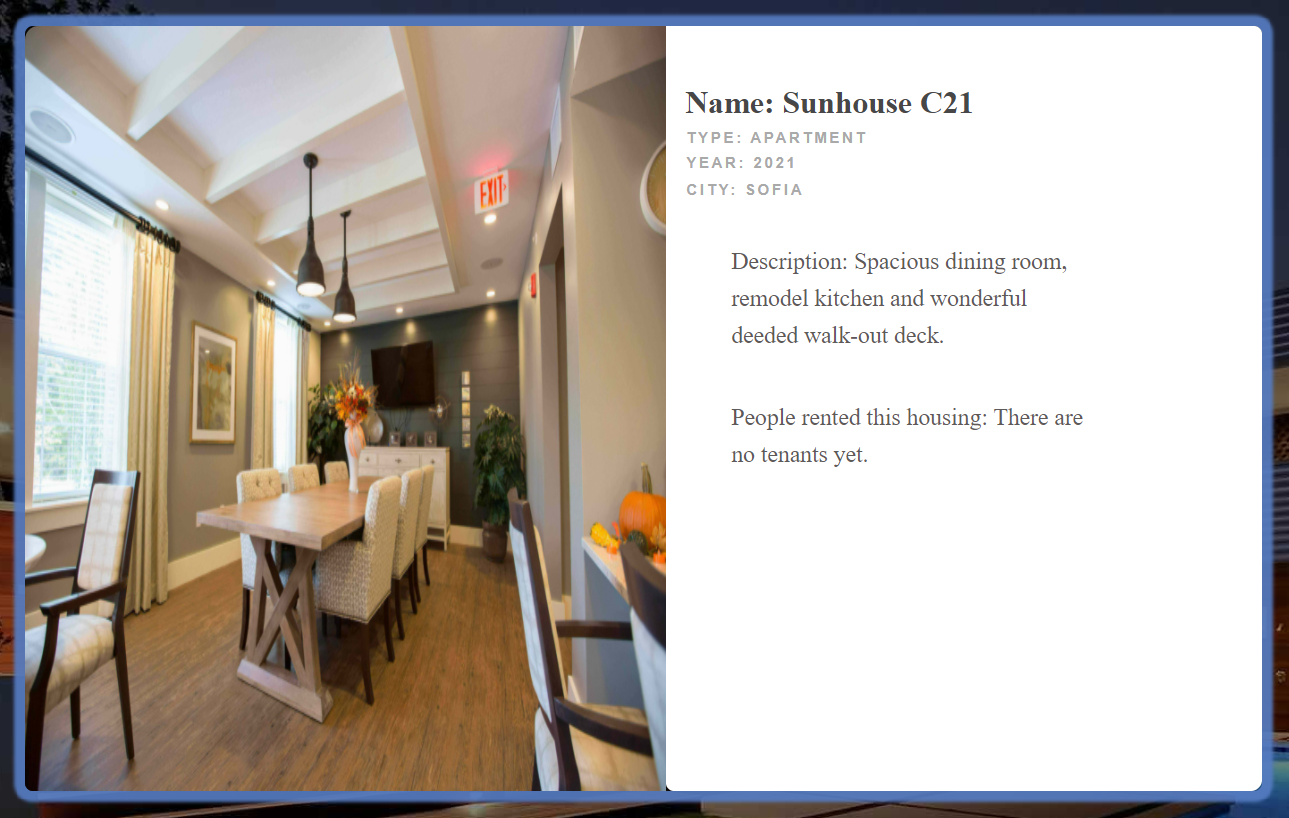 EXIT
Name: Sunhouse C21
TYPE: APARTMENT
YEAR: 2021
CITY: SOFIA
Description: Spacious dining room,
remodel kitchen and wonderful
deeded walk-out deck.
People rented this housing: There are
no tenants yet.